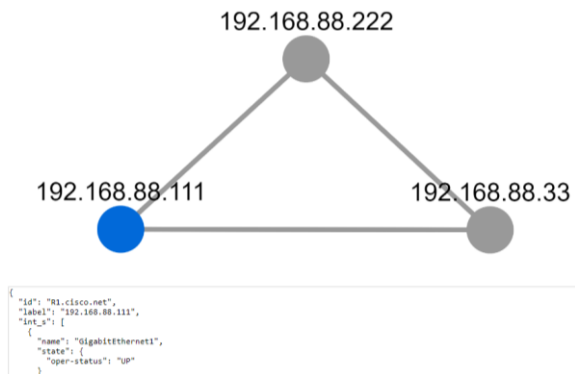 192.168.88.222
192.168.88.111
192.168.88.33
{
"id": "R1.cisco.net",
"label": "192.168.88.111",
"int_s": [
{
"name": "GigabitEthernet1",
"state": {
"oper-status": "UP"
}